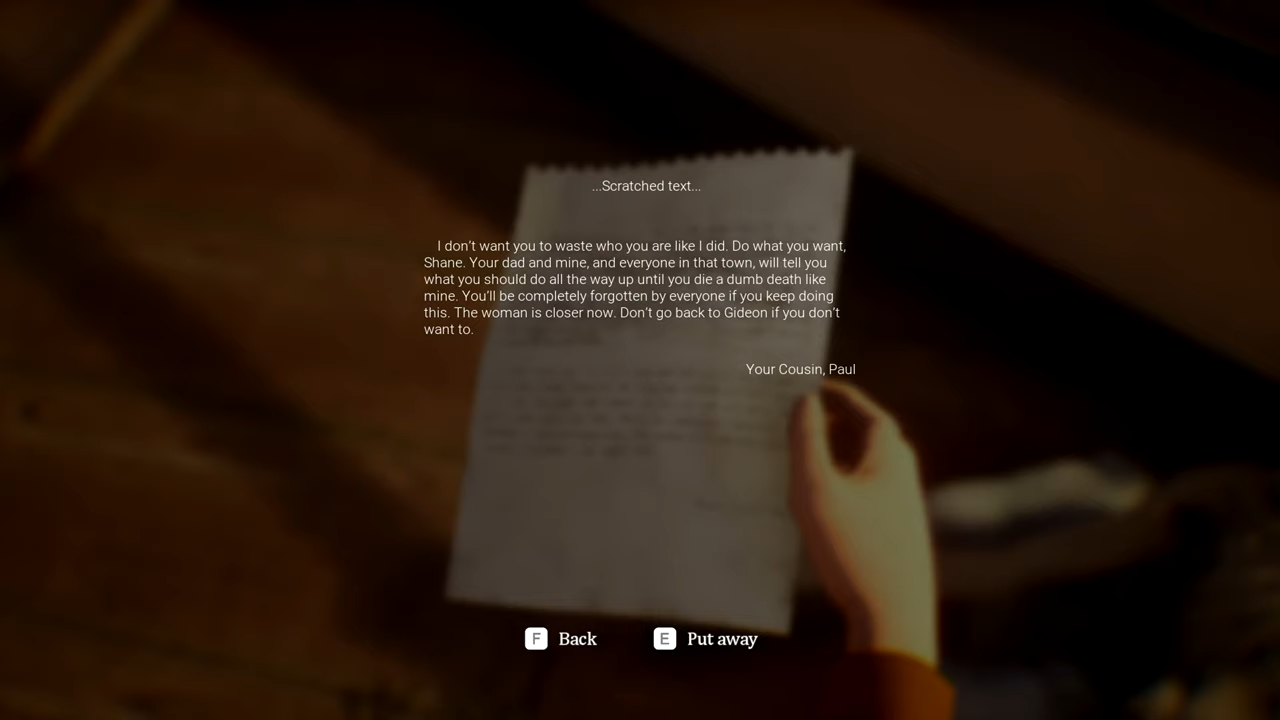 ...Scratched text...
I don't want you to waste who you are like I did. Do what you want,
Shane. Your dad and mine, and everyone in that town, will tell you
what you should do all the way up until you die a dumb death like
mine. You'll be completely forgotten by everyone if you keep doing
this. The woman is closer now. Don't go back to Gideon if you don't
want to.
Your Cousin, Paul
F Back E Put away